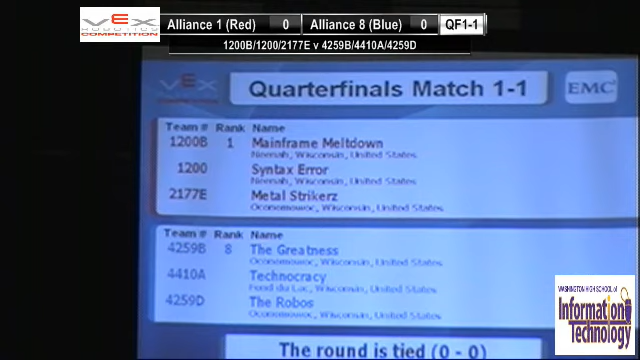 VEX
ROBOTICS
COMPETITION
Alliance 1 (Red) 0 Alliance 8 (Blue) 0 QF1-1
1200B/1200/2177E v 4259B/4410A/4259D
VEX Quarterfinals Match 1-1 EMC²
Team # Rank Name
1200B 1 Mainframe Meltdown
Neenah, Wisconsin, United States
1200 Syntax Error
Neenah, Wisconsin, United States
2177E Metal Strikerz
Oconomowoc, Wisconsin, United States
Team # Rank Name
4259B 8 The Greatness
Oconomowoc, Wisconsin, United States
4410A Technocracy
Fond du Lac, Wisconsin, United States
4259D The Robos
Oconomowoc, Wisconsin, United States
The round is tied (0 - 0)
WASHINGTON HIGH SCHOOL of
Information
Technology